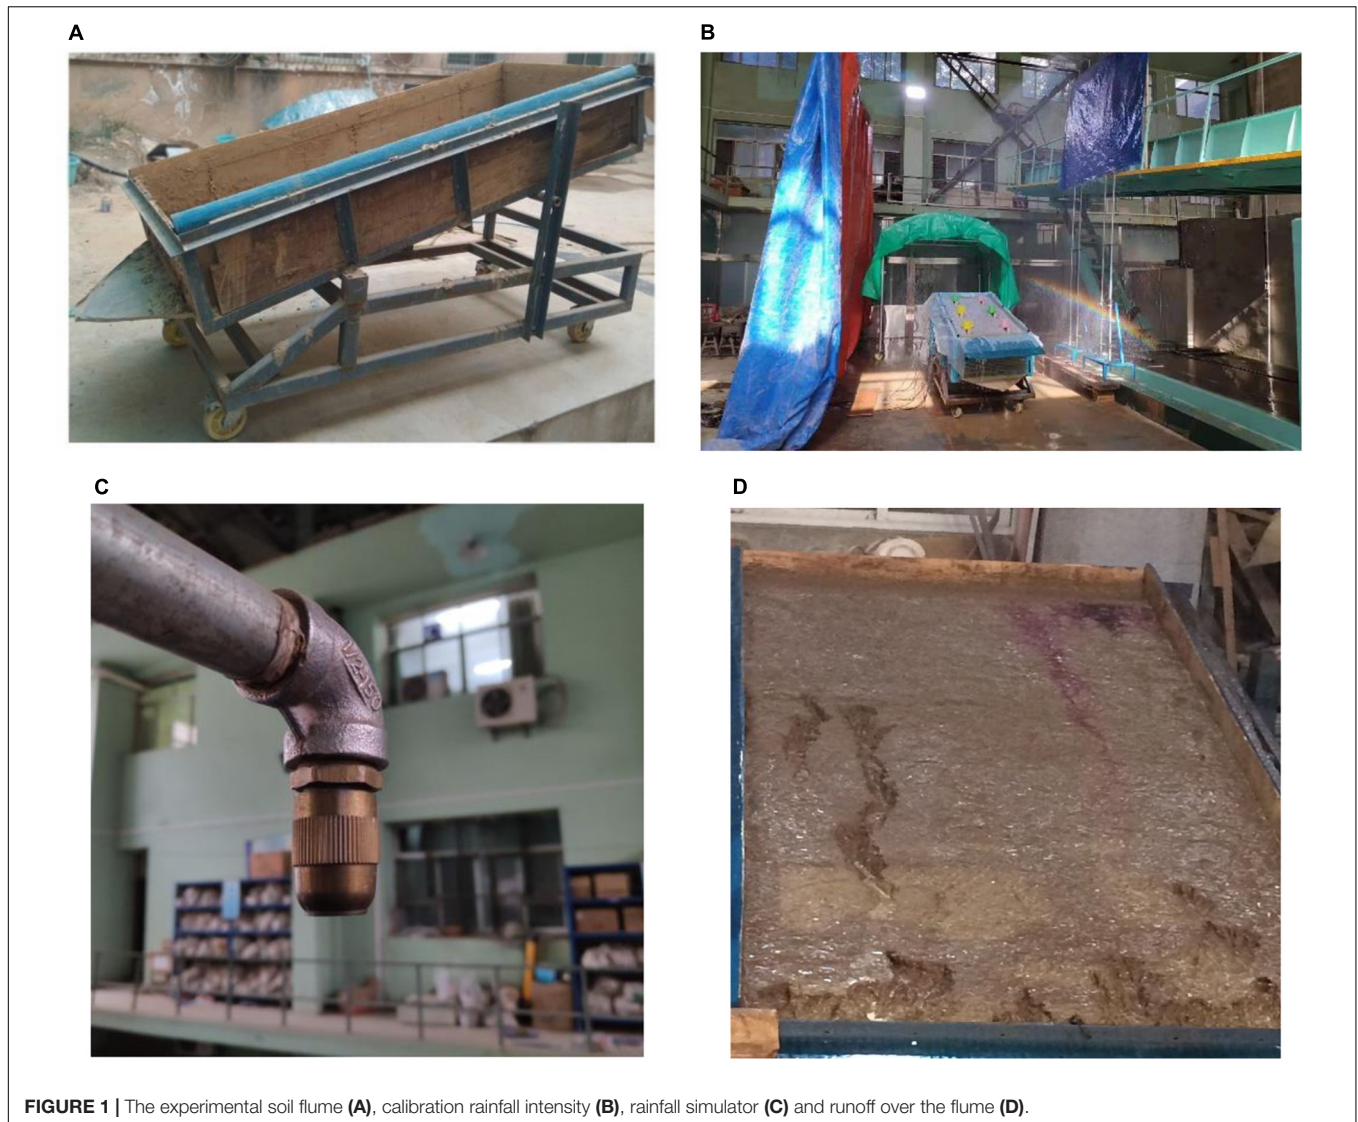 A
B
C
D
FIGURE 1 | The experimental soil flume (A), calibration rainfall intensity (B), rainfall simulator (C) and runoff over the flume (D).